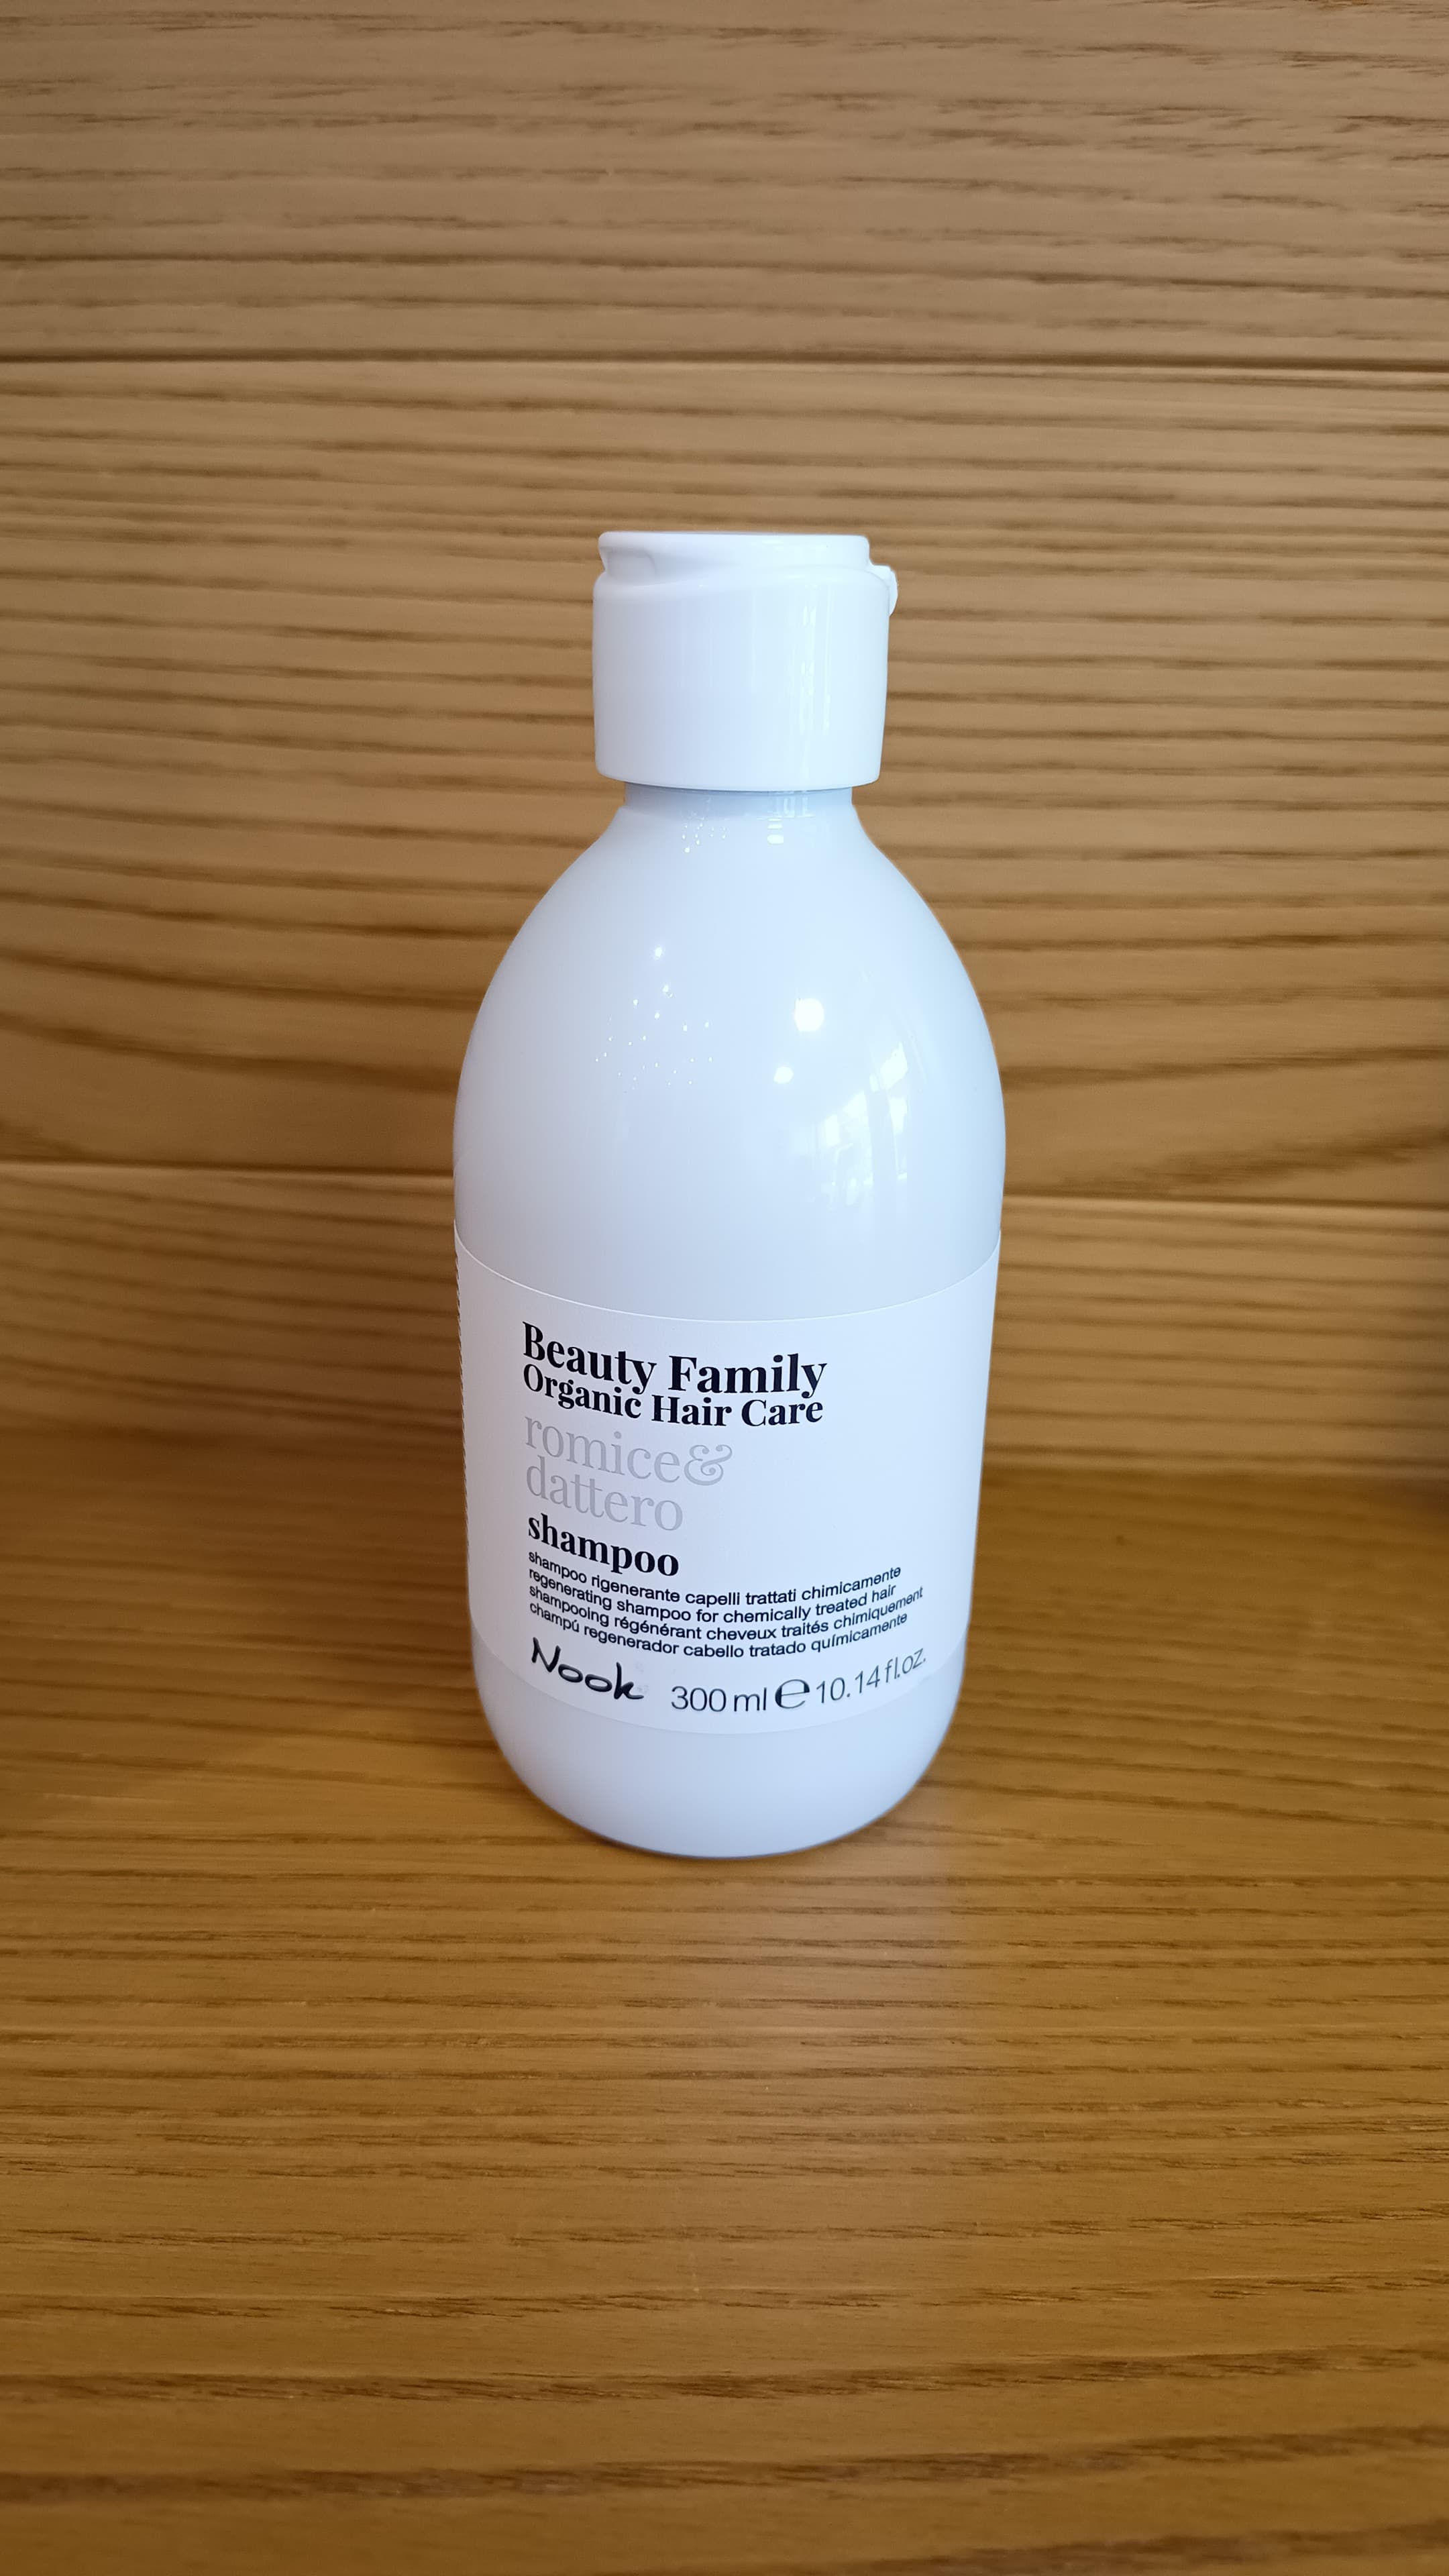 Beauty Family
Organic Hair Care
romice&
dattero
shampoo
shampoo rigenerante capelli trattati chimicamente
regenerating shampoo for chemically treated hair
shampooing régénérant cheveux traités chimiquement
champú regenerador cabello tratado químicamente
Nook 300 ml ℮ 10.14 fl.oz.